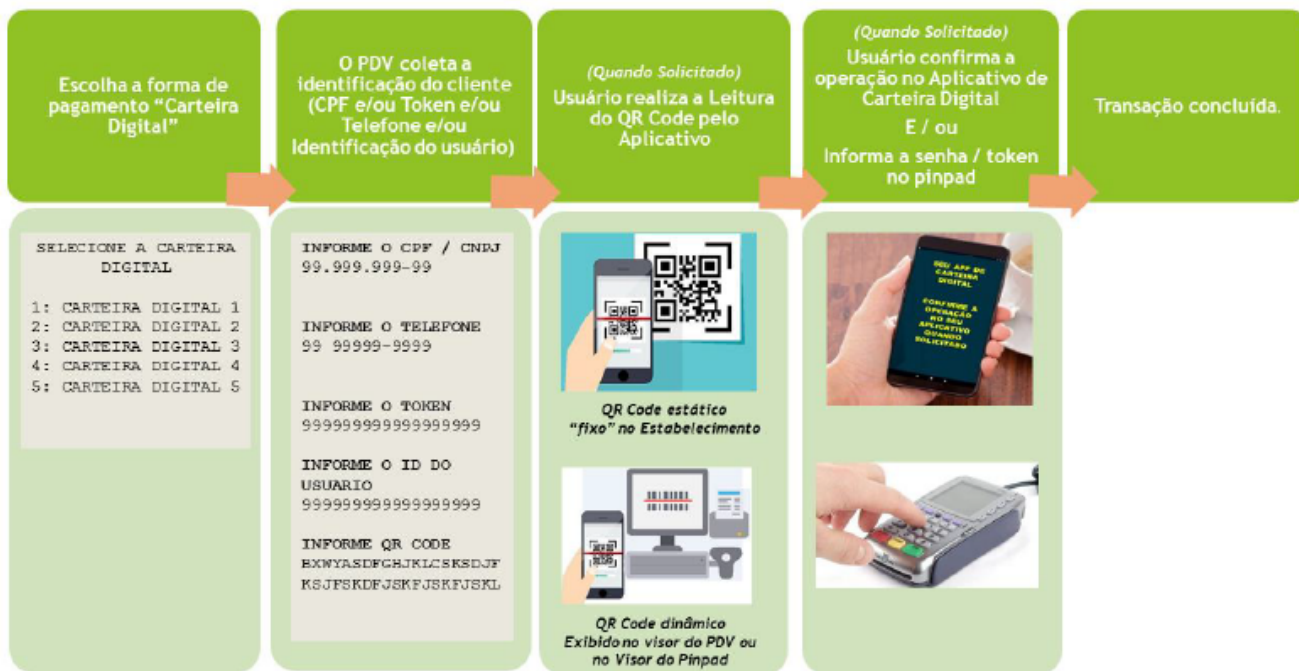 Escolha a forma de
pagamento “Carteira
Digital”
O PDV coleta a
identificação do cliente
(CPF e/ou Token e/ou
Telefone e/ou
Identificação do usuário)
(Quando Solicitado)
Usuário realiza a Leitura
do QR Code pelo
Aplicativo
(Quando Solicitado)
Usuário confirma a
operação no Aplicativo de
Carteira Digital
E / ou
Informa a senha / token
no pinpad
Transação concluída.
SELECIONE A CARTEIRA
DIGITAL
1: CARTEIRA DIGITAL 1
2: CARTEIRA DIGITAL 2
3: CARTEIRA DIGITAL 3
4: CARTEIRA DIGITAL 4
5: CARTEIRA DIGITAL 5
INFORME O CPF / CNPJ
99.999.999-99
INFORME O TELEFONE
99 99999-9999
INFORME O TOKEN
999999999999999999
INFORME O ID DO
USUARIO
999999999999999999
INFORME QR CODE
BXWYASDFGHJKLCSKSDJF
KSJFSKDFJSKFJSKFJSKL
QR Code estático
“fixo” no Estabelecimento
QR Code dinâmico
Exibido no visor do PDV ou
no Visor do Pinpad
SEU APP DE
CARTEIRA
DIGITAL
CONFIRME A
OPERAÇÃO
NO SEU
APLICATIVO
QUANDO
SOLICITADO